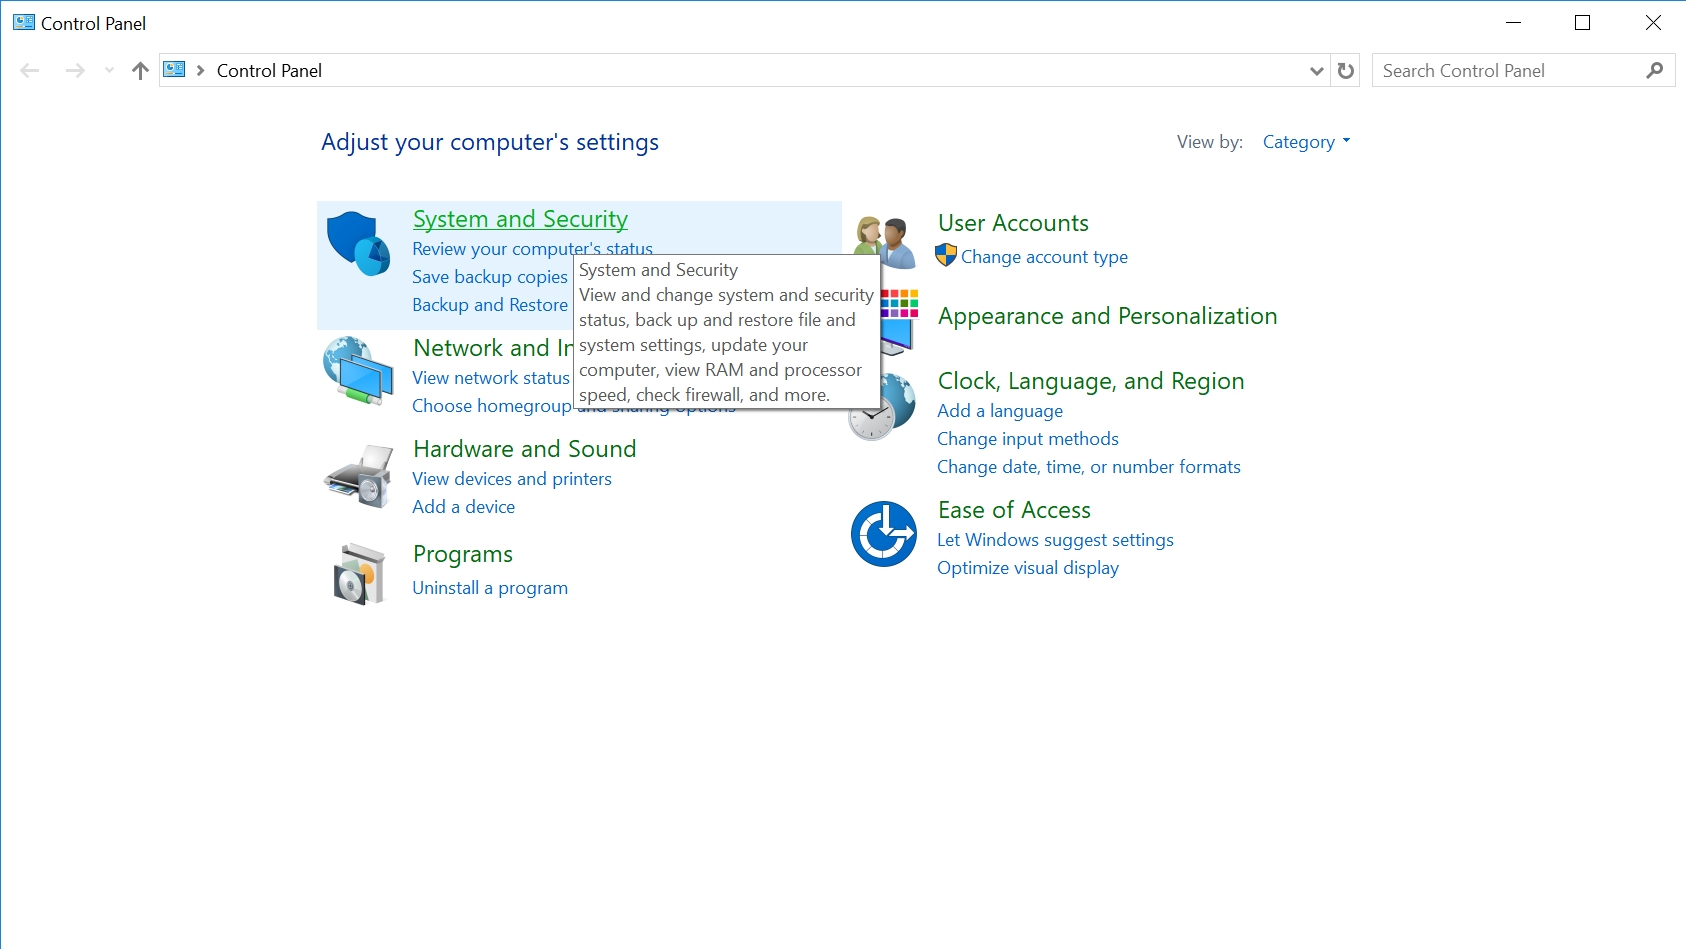 Control Panel
Control Panel
Search Control Panel
Adjust your computer's settings
View by: Category
System and Security
Review your computer's status
Save backup copies
Backup and Restore
System and Security
View and change system and security
status, back up and restore file and
system settings, update your
computer, view RAM and processor
speed, check firewall, and more.
Network and
View network status
Choose homegroup and sharing options
Hardware and Sound
View devices and printers
Add a device
Programs
Uninstall a program
User Accounts
Change account type
Appearance and Personalization
Clock, Language, and Region
Add a language
Change input methods
Change date, time, or number formats
Ease of Access
Let Windows suggest settings
Optimize visual display